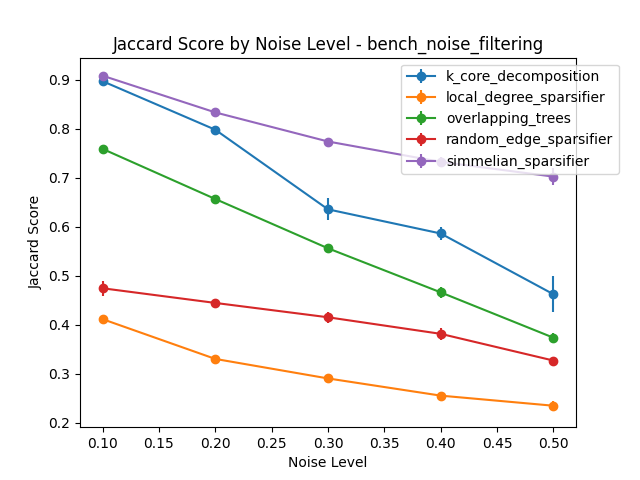 Jaccard Score by Noise Level - bench_noise_filtering
k_core_decomposition
local_degree_sparsifier
overlapping_trees
random_edge_sparsifier
simmelian_sparsifier
Jaccard Score
0.9
0.8
0.7
0.6
0.5
0.4
0.3
0.2
0.10 0.15 0.20 0.25 0.30 0.35 0.40 0.45 0.50
Noise Level